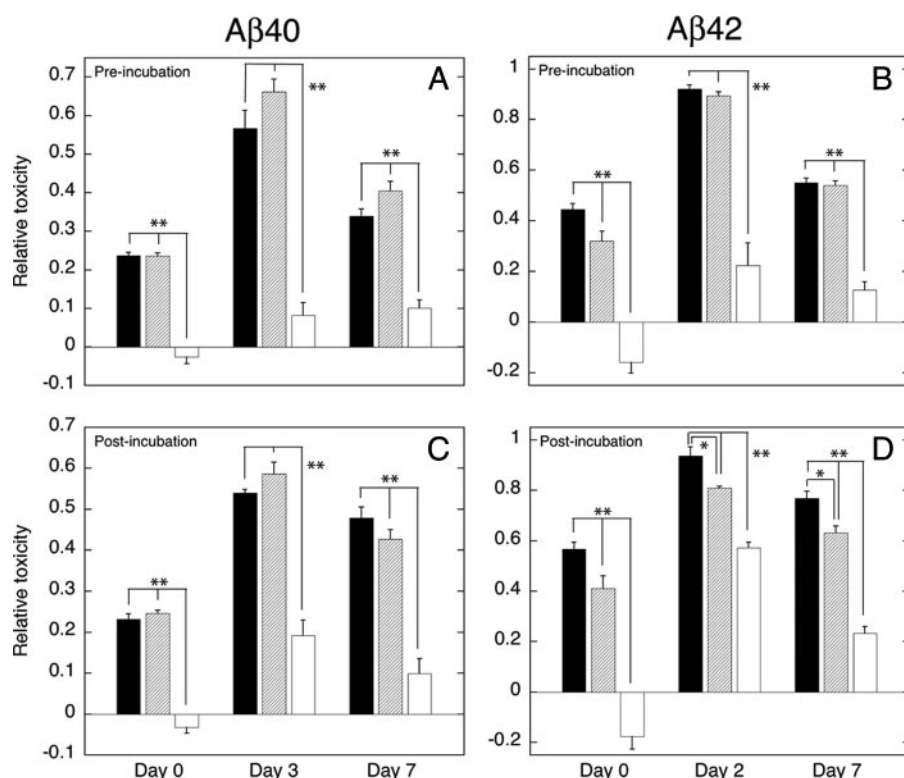 Aβ40
Aβ42
Pre-incubation
A
Relative toxicity
0.7
0.6
0.5
0.4
0.3
0.2
0.1
0
-0.1
**
**
**
Pre-incubation
B
1
0.8
0.6
0.4
0.2
0
-0.2
**
**
**
Post-incubation
C
Relative toxicity
0.7
0.6
0.5
0.4
0.3
0.2
0.1
0
-0.1
**
**
**
Day 0
Day 3
Day 7
Post-incubation
D
1
0.8
0.6
0.4
0.2
0
-0.2
**
*
**
*
**
Day 0
Day 2
Day 7